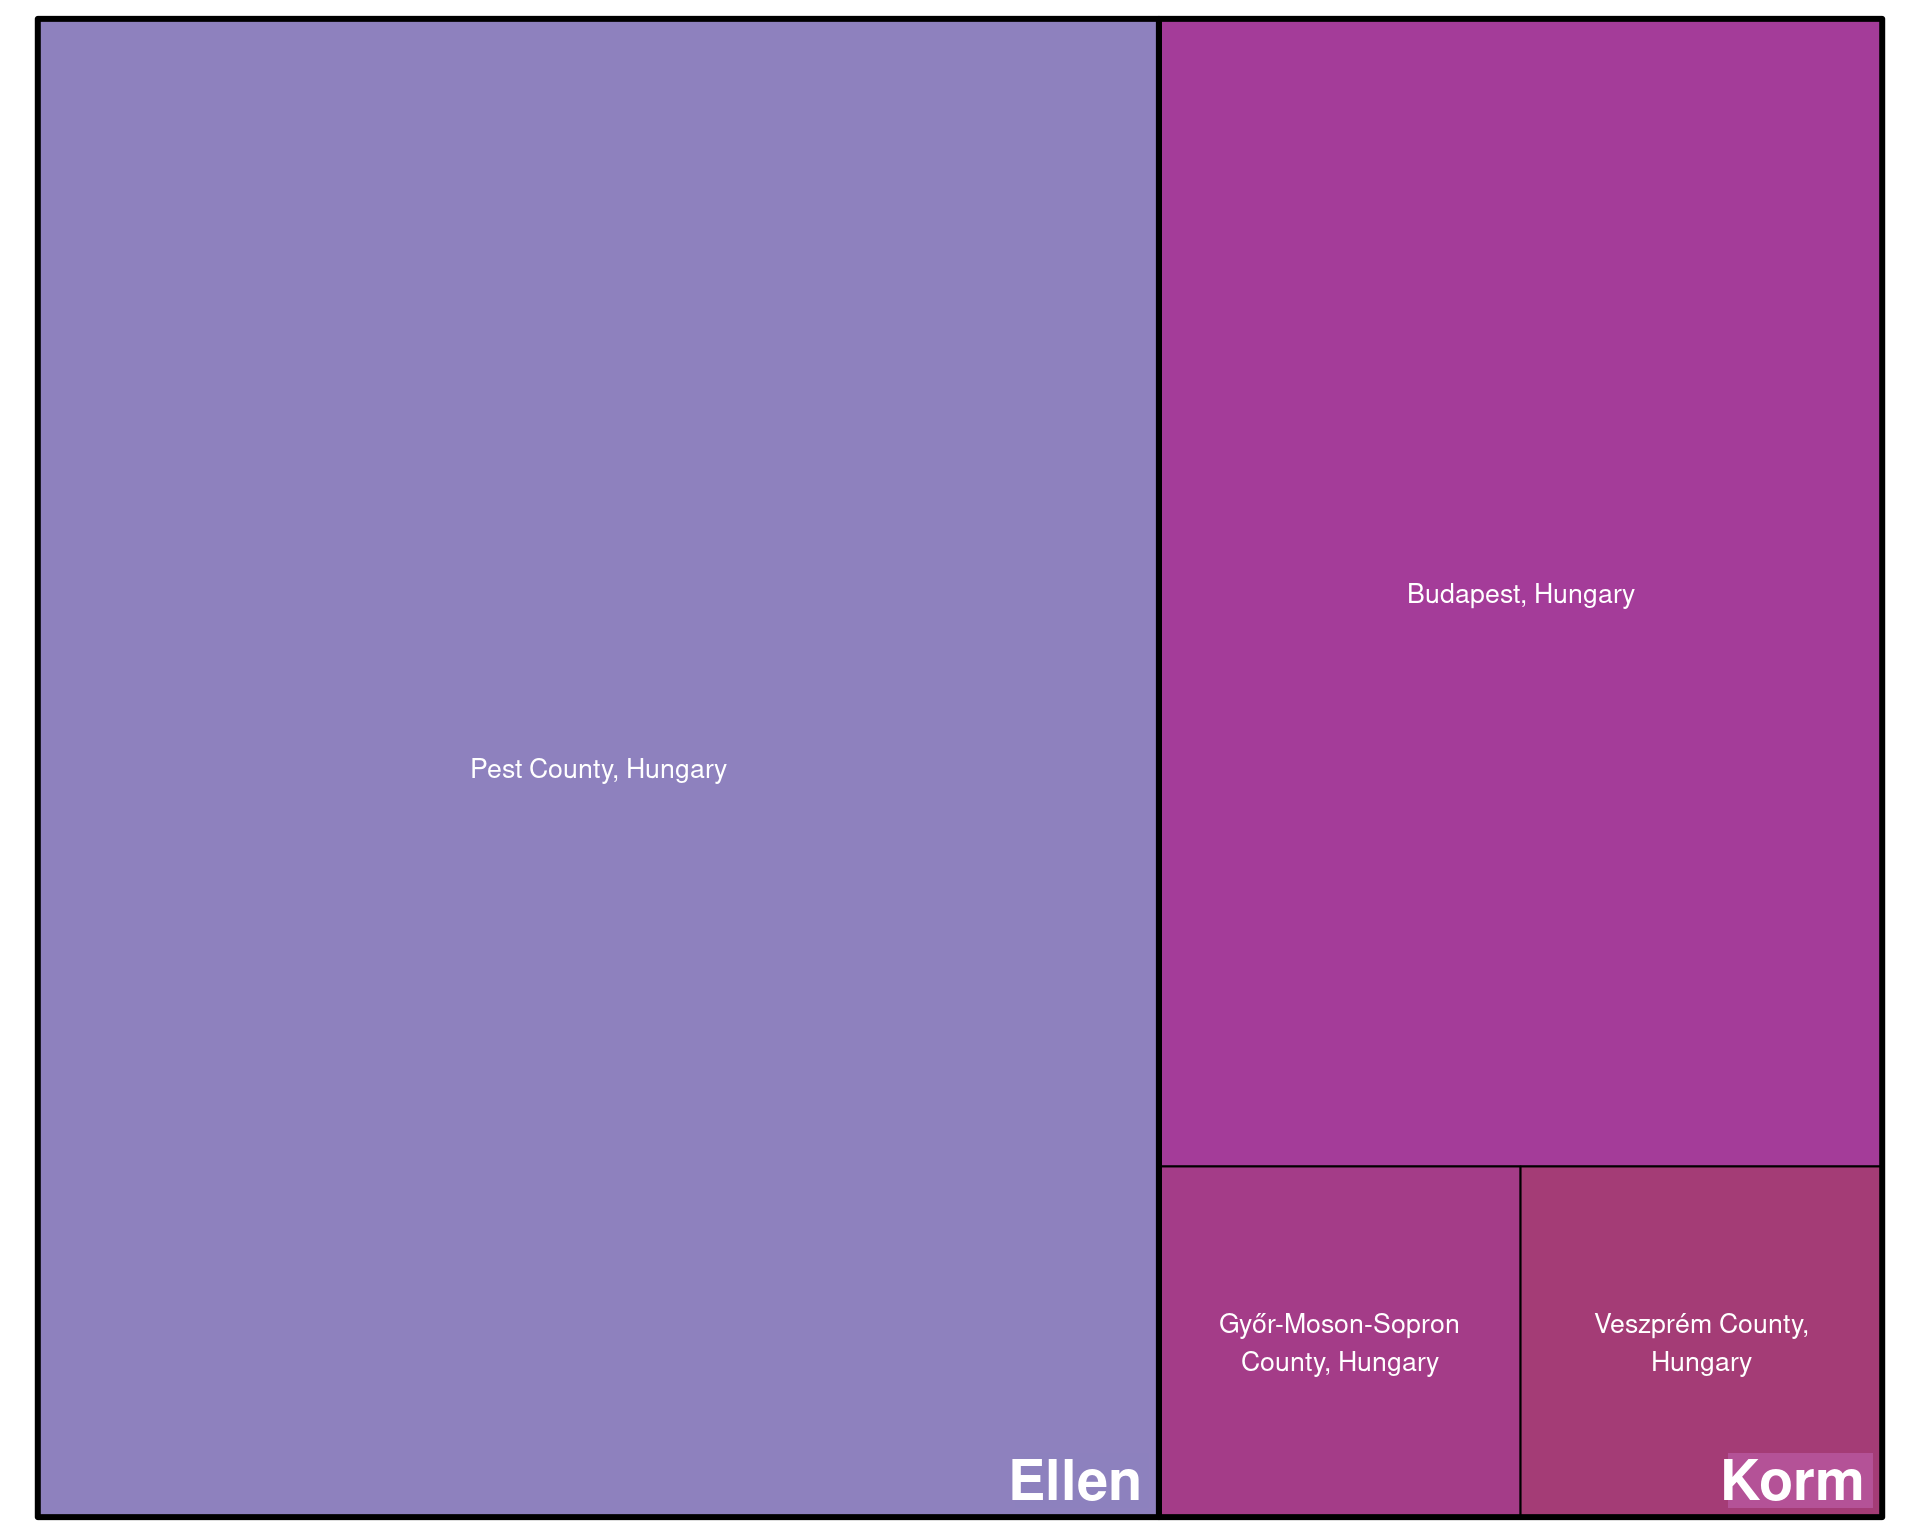 Budapest, Hungary
Pest County, Hungary
Győr-Moson-Sopron
County, Hungary
Veszprém County,
Hungary
Ellen
Korm